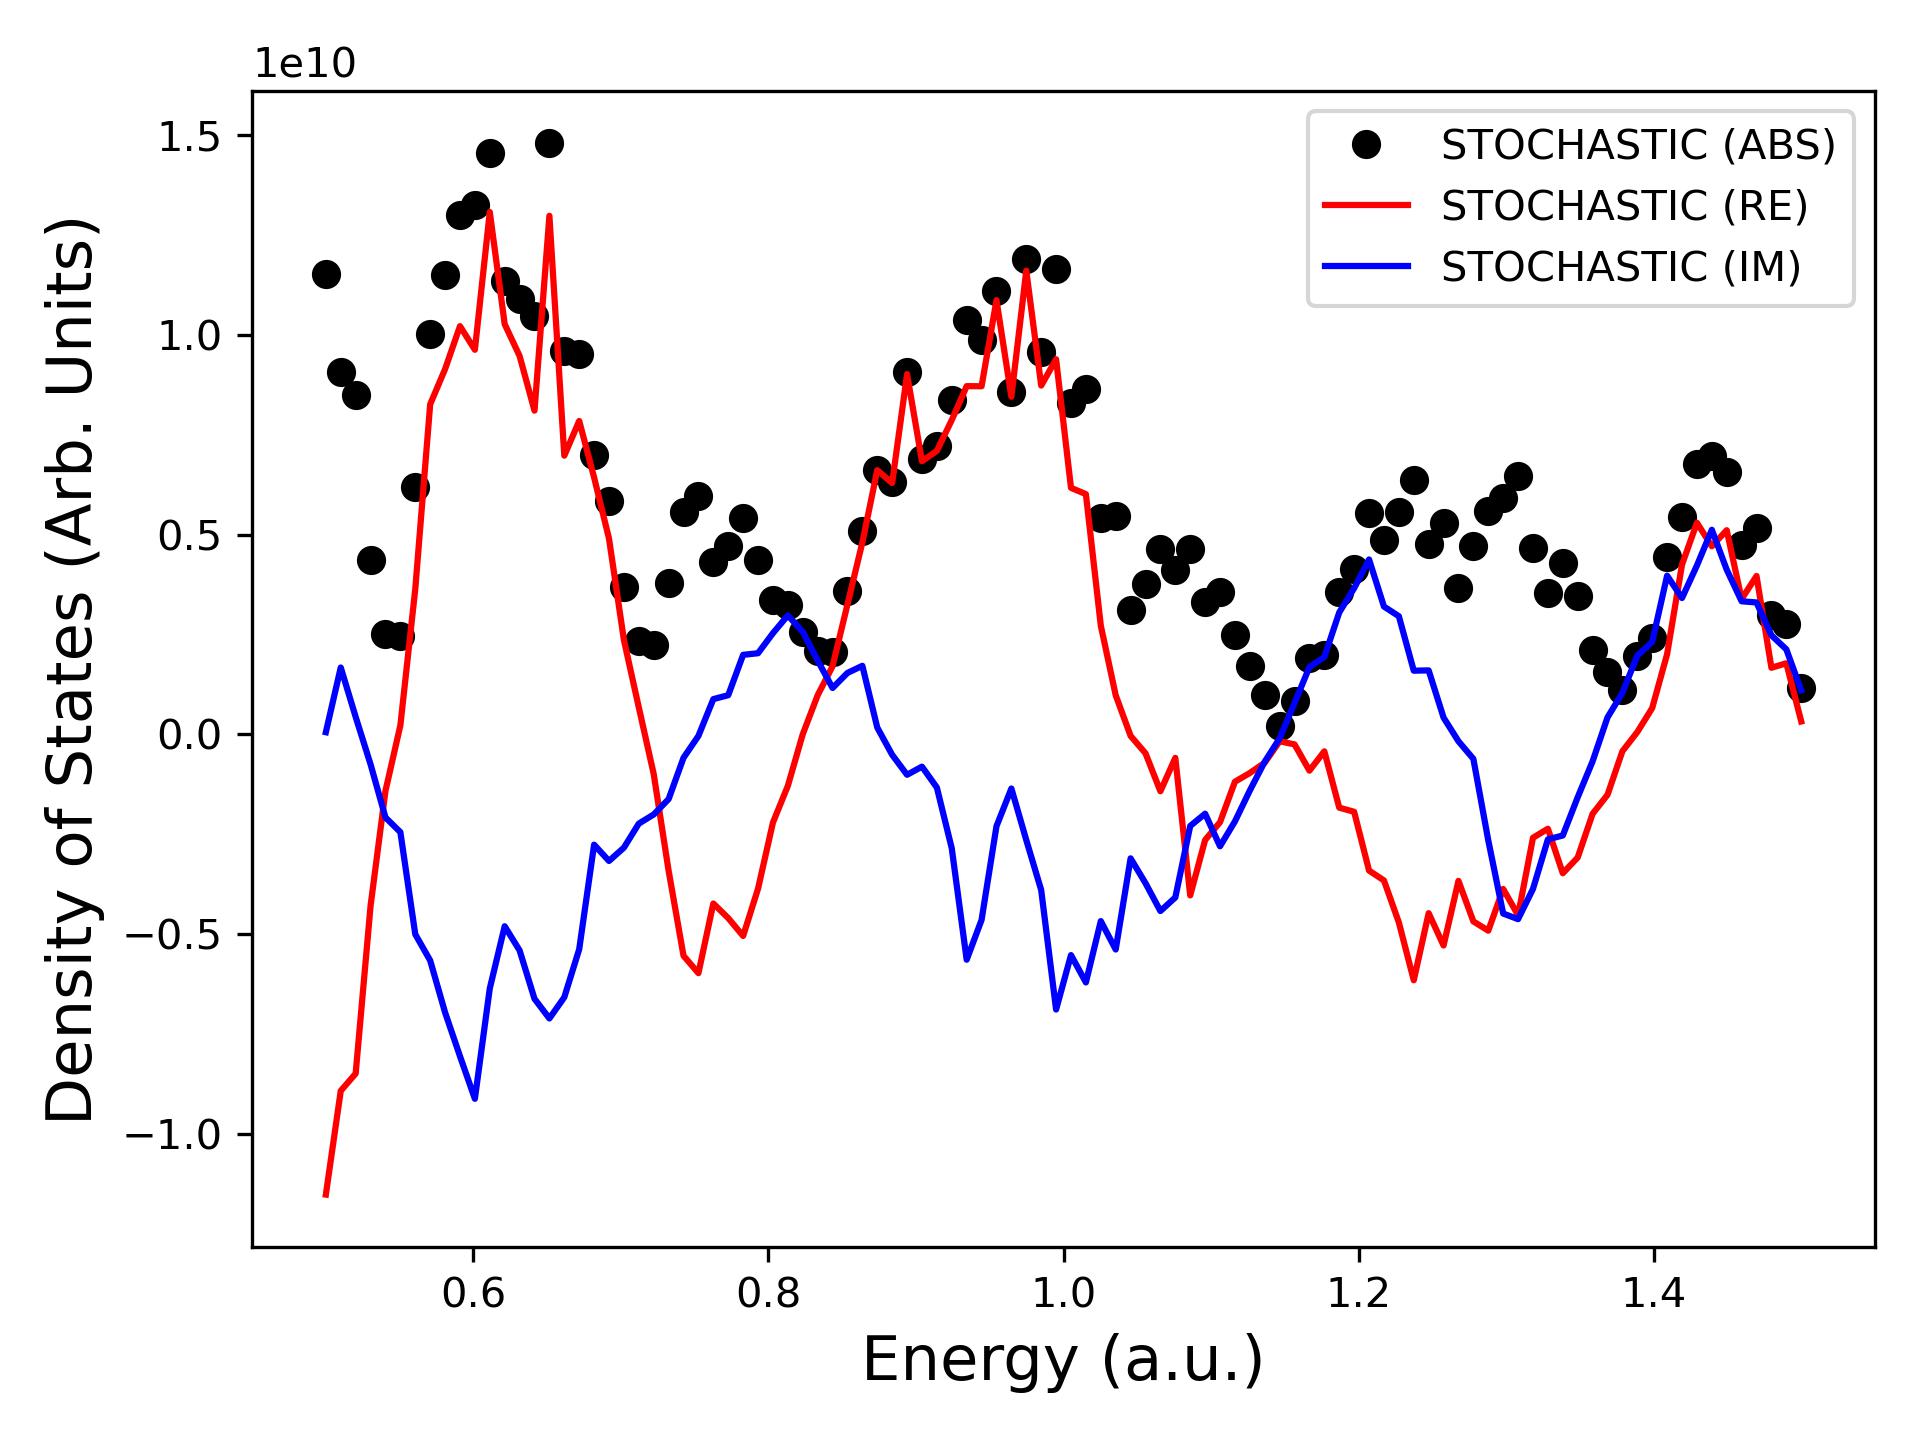 1e10
1.5
1.0
0.5
0.0
−0.5
−1.0
Density of States (Arb. Units)
STOCHASTIC (ABS)
STOCHASTIC (RE)
STOCHASTIC (IM)
0.6 0.8 1.0 1.2 1.4
Energy (a.u.)